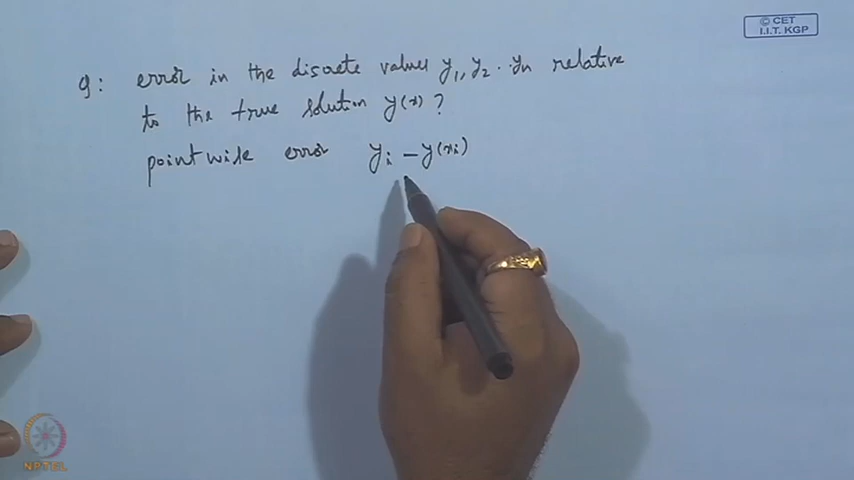 © CET
I.I.T. KGP
Q: error in the discrete values y₁, y₂ . yₙ relative
to the true solution y(x) ?
pointwise error yᵢ – y(xᵢ)
NPTEL